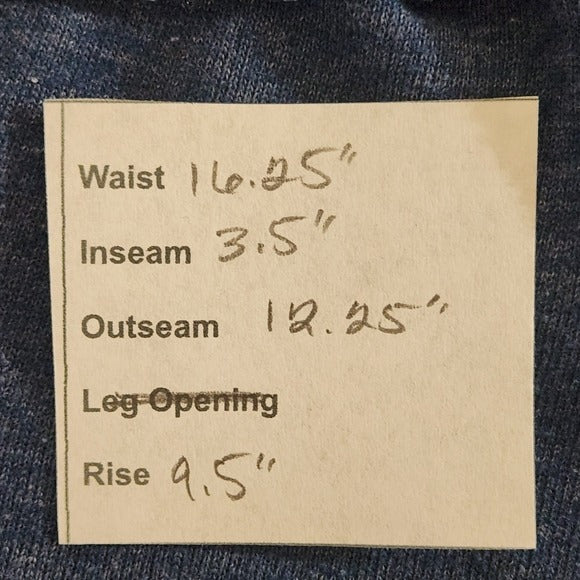 Waist 16.25"
Inseam 3.5"
Outseam 12.25"
Leg Opening
Rise 9.5"